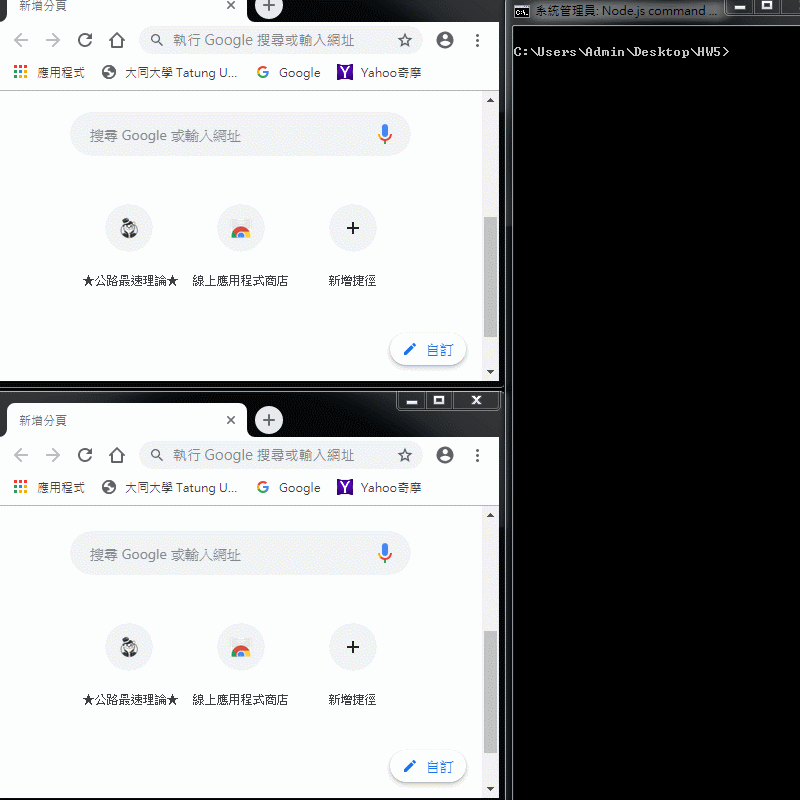 新增分頁
執行 Google 搜尋或輸入網址
應用程式 大同大學 Tatung U... Google Yahoo奇摩
搜尋 Google 或輸入網址
★公路最速理論★ 線上應用程式商店 新增捷徑
自訂
新增分頁
執行 Google 搜尋或輸入網址
應用程式 大同大學 Tatung U... Google Yahoo奇摩
搜尋 Google 或輸入網址
★公路最速理論★ 線上應用程式商店 新增捷徑
自訂
系統管理員: Node.js command ...
C:\Users\Admin\Desktop\HW5>